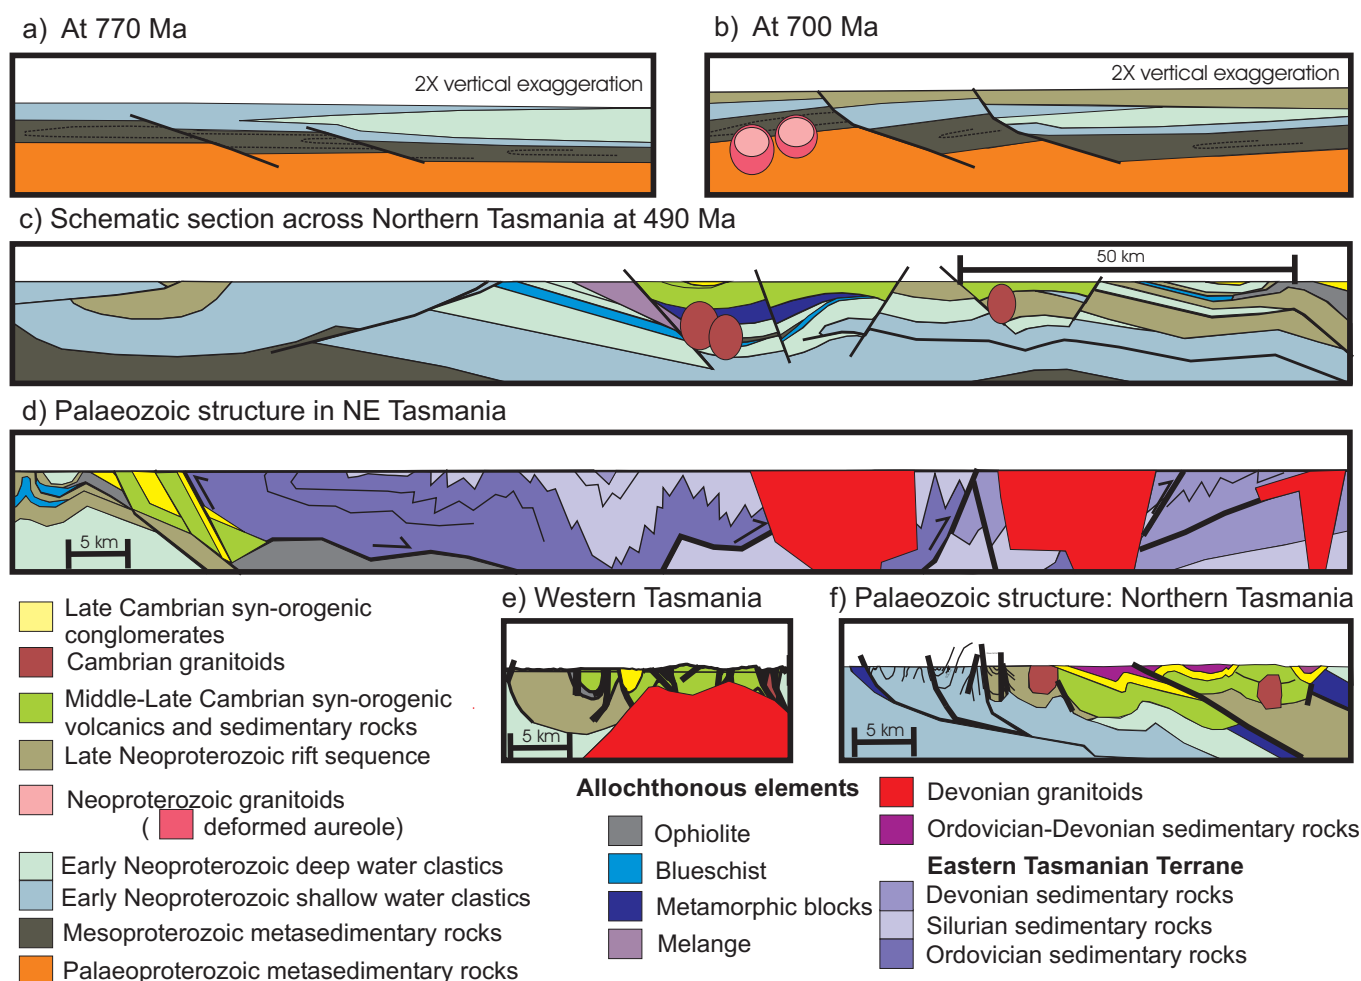 a) At 770 Ma
b) At 700 Ma
2X vertical exaggeration
2X vertical exaggeration
c) Schematic section across Northern Tasmania at 490 Ma
50 km
d) Palaeozoic structure in NE Tasmania
5 km
e) Western Tasmania
5 km
f) Palaeozoic structure: Northern Tasmania
5 km
Late Cambrian syn-orogenic
conglomerates
Cambrian granitoids
Middle-Late Cambrian syn-orogenic
volcanics and sedimentary rocks
Late Neoproterozoic rift sequence
Neoproterozoic granitoids
( deformed aureole)
Early Neoproterozoic deep water clastics
Early Neoproterozoic shallow water clastics
Mesoproterozoic metasedimentary rocks
Palaeoproterozoic metasedimentary rocks
Allochthonous elements
Ophiolite
Blueschist
Metamorphic blocks
Melange
Devonian granitoids
Ordovician-Devonian sedimentary rocks
Eastern Tasmanian Terrane
Devonian sedimentary rocks
Silurian sedimentary rocks
Ordovician sedimentary rocks